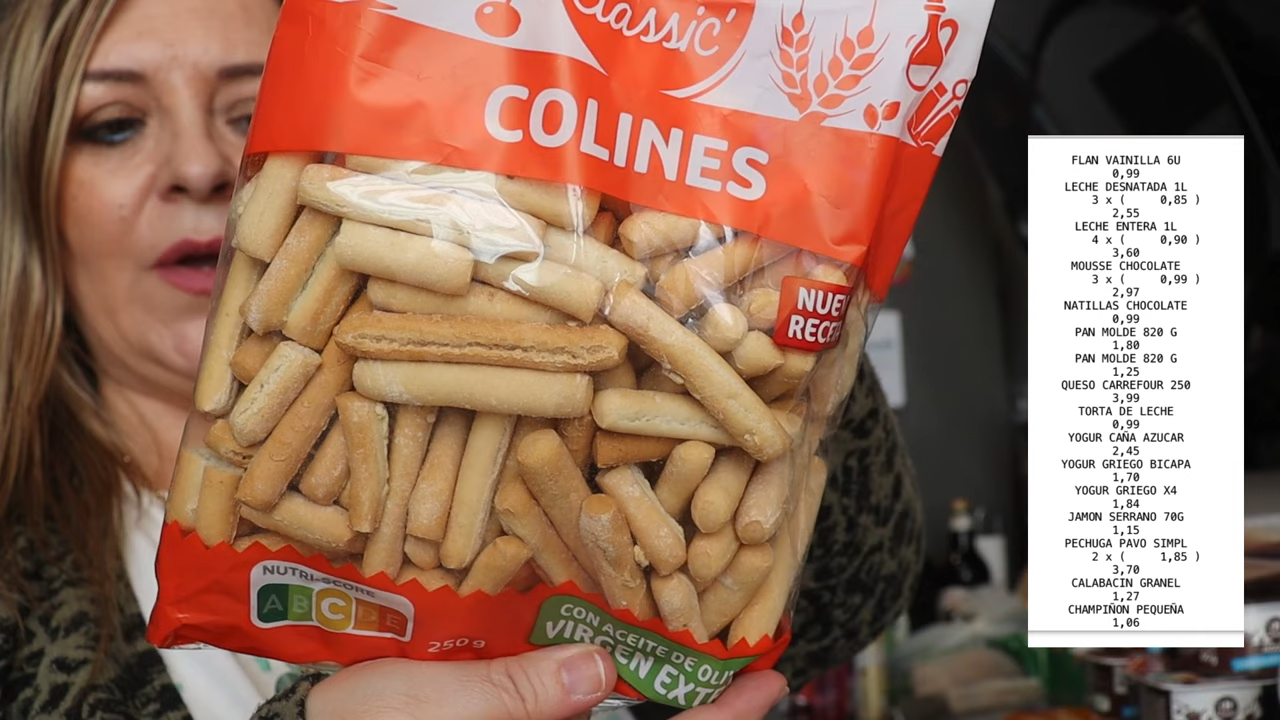 Classic'
COLINES
NUEV
RECE
NUTRI-SCORE
A B C D E
250 g
CON ACEITE DE OLI
VIRGEN EXT
FLAN VAINILLA 6U
0,99
LECHE DESNATADA 1L
3 x ( 0,85 )
2,55
LECHE ENTERA 1L
4 x ( 0,90 )
3,60
MOUSSE CHOCOLATE
3 x ( 0,99 )
2,97
NATILLAS CHOCOLATE
0,99
PAN MOLDE 820 G
1,80
PAN MOLDE 820 G
1,25
QUESO CARREFOUR 250
3,99
TORTA DE LECHE
0,99
YOGUR CAÑA AZUCAR
2,45
YOGUR GRIEGO BICAPA
1,70
YOGUR GRIEGO X4
1,84
JAMON SERRANO 70G
1,15
PECHUGA PAVO SIMPL
2 x ( 1,85 )
3,70
CALABACIN GRANEL
1,27
CHAMPIÑON PEQUEÑA
1,06